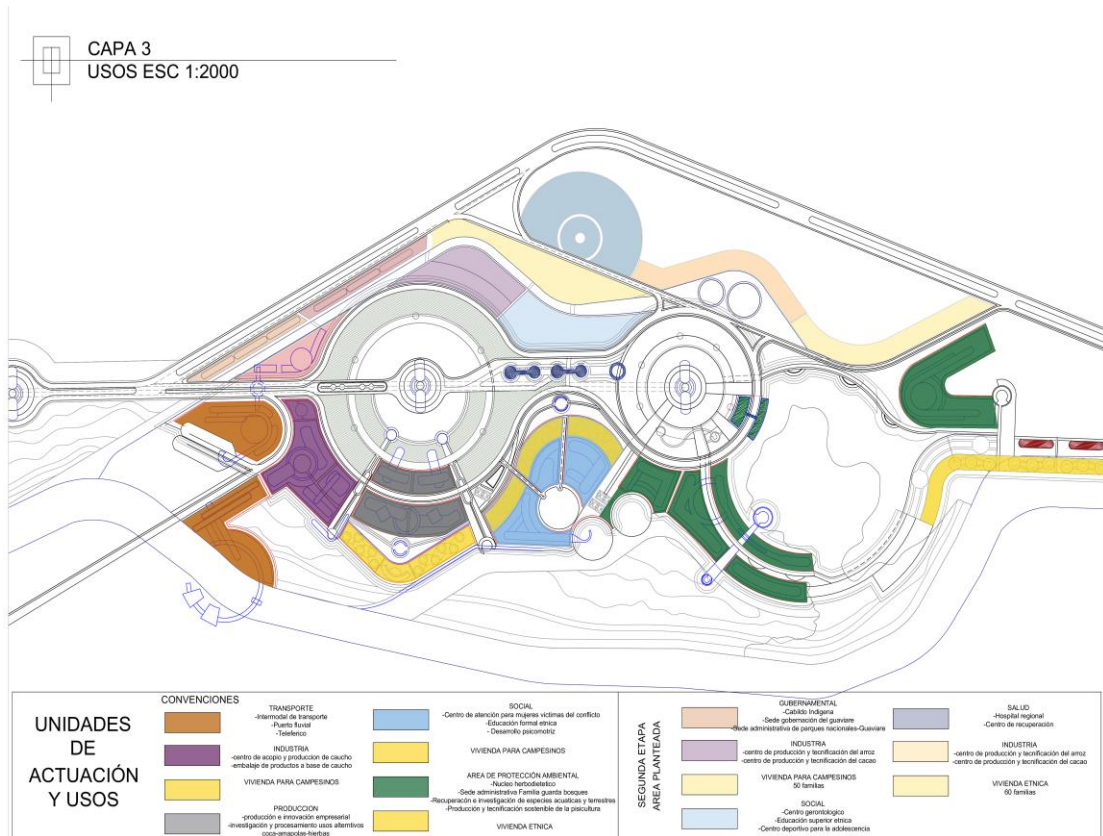 CAPA 3
USOS ESC 1:2000
UNIDADES
DE
ACTUACIÓN
Y USOS
CONVENCIONES
TRANSPORTE
-Intermodal de transporte
-Puerto fluvial
-Teleferico
INDUSTRIA
-centro de acopio y produccion de caucho
-embalaje de productos a base de caucho
VIVIENDA PARA CAMPESINOS
PRODUCCION
-producción e innovación empresarial
-investigación y procesamiento usos alterntivos
coca-amapolas-hierbas
SOCIAL
-Centro de atención para mujeres victimas del conflicto
-Educación formal etnica
- Desarrollo psicomotriz
VIVIENDA PARA CAMPESINOS
AREA DE PROTECCIÓN AMBIENTAL
- Nucleo herbodietetico
- Sede administrativa Familia guarda bosques
-Recuperación e investigación de especies acuaticas y terrestres
-Producción y tecnificación sostenible de la piscicultura
VIVIENDA ETNICA
SEGUNDA ETAPA
AREA PLANTEADA
GUBERNAMENTAL
-Cabildo Indigena
-Sede gobernación del guaviare
-Sede administrativa de parques nacionales-Guaviare
INDUSTRIA
-centro de producción y tecnificación del arroz
-centro de producción y tecnificación del cacao
VIVIENDA PARA CAMPESINOS
50 familias
SOCIAL
-Centro gerontologico
-Educación superior etnica
- Centro deportivo para la adolescencia
SALUD
-Hospital regional
-Centro de recuperación
INDUSTRIA
-centro de producción y tecnificación del arroz
-centro de producción y tecnificación del cacao
VIVIENDA ETNICA
60 familias